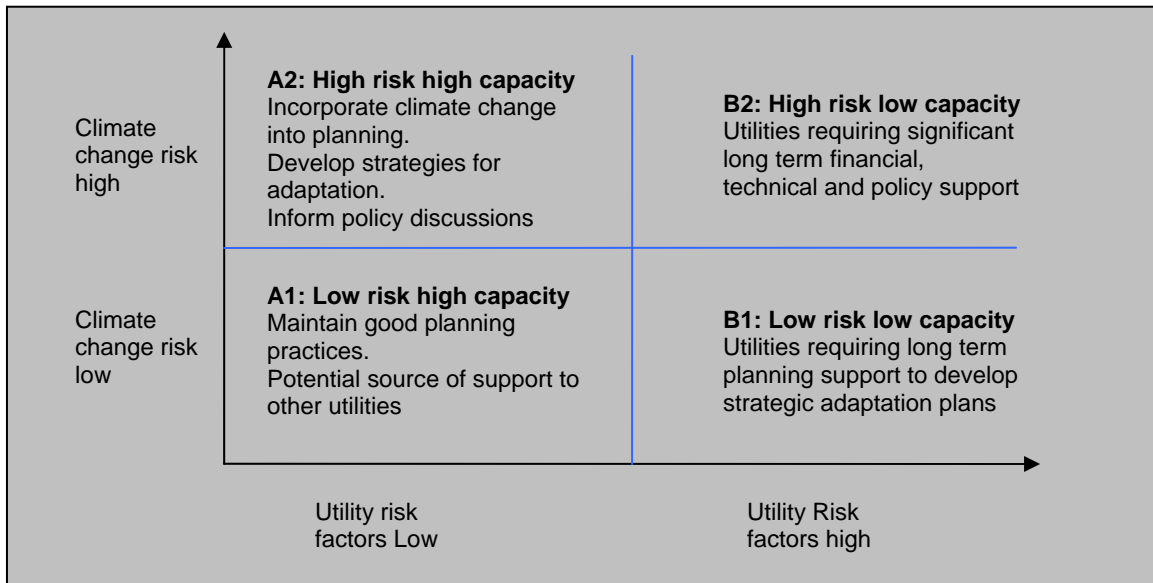 Climate
change risk
high
A2: High risk high capacity
Incorporate climate change
into planning.
Develop strategies for
adaptation.
Inform policy discussions
B2: High risk low capacity
Utilities requiring significant
long term financial,
technical and policy support
Climate
change risk
low
A1: Low risk high capacity
Maintain good planning
practices.
Potential source of support to
other utilities
B1: Low risk low capacity
Utilities requiring long term
planning support to develop
strategic adaptation plans
Utility risk
factors Low
Utility Risk
factors high